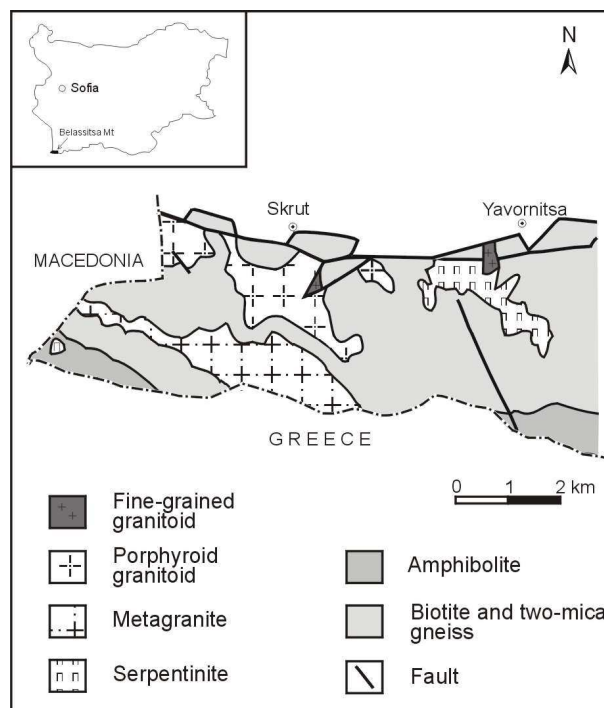 N
Sofia
Belassitsa Mt
Skrut
Yavornitsa
MACEDONIA
GREECE
0 1 2 km
Fine-grained
granitoid
Porphyroid
granitoid
Metagranite
Serpentinite
Amphibolite
Biotite and two-mica
gneiss
Fault